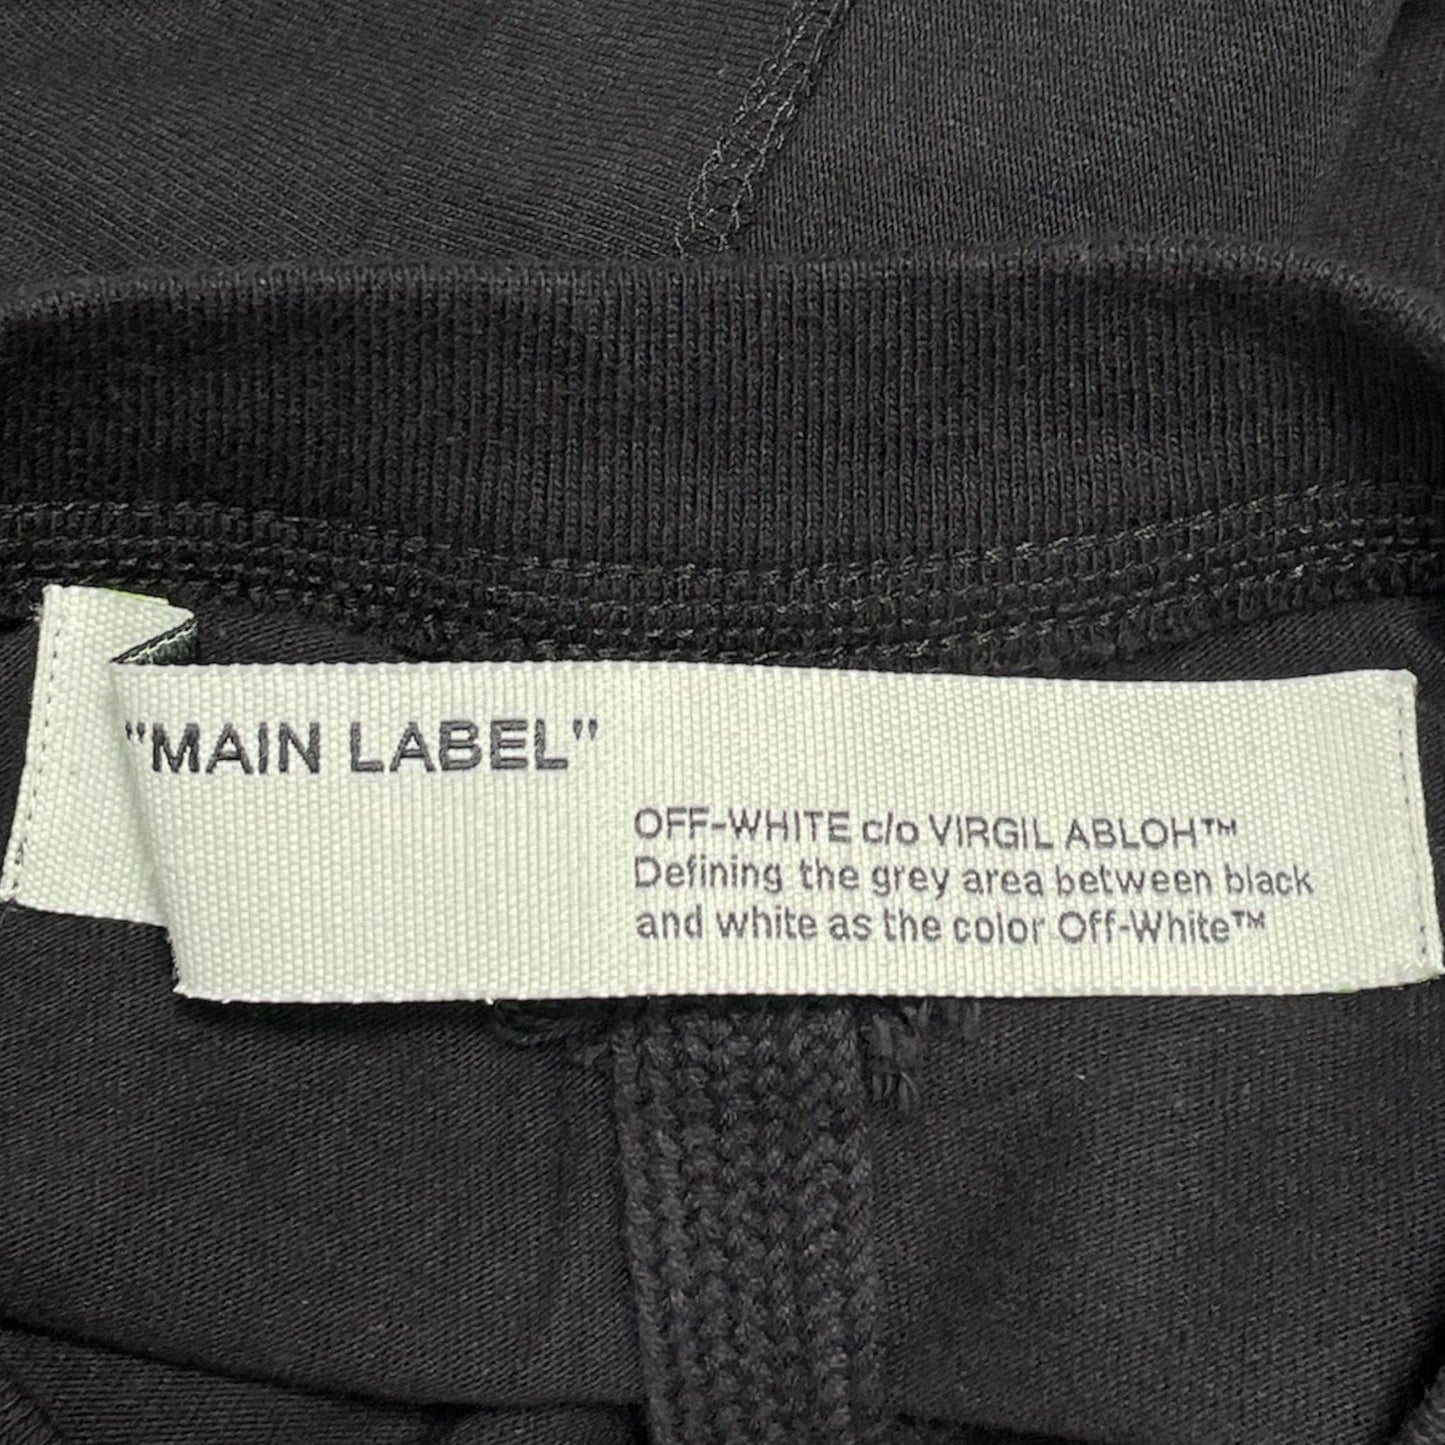 "MAIN LABEL"
OFF-WHITE c/o VIRGIL ABLOH™
Defining the grey area between black
and white as the color Off-White™